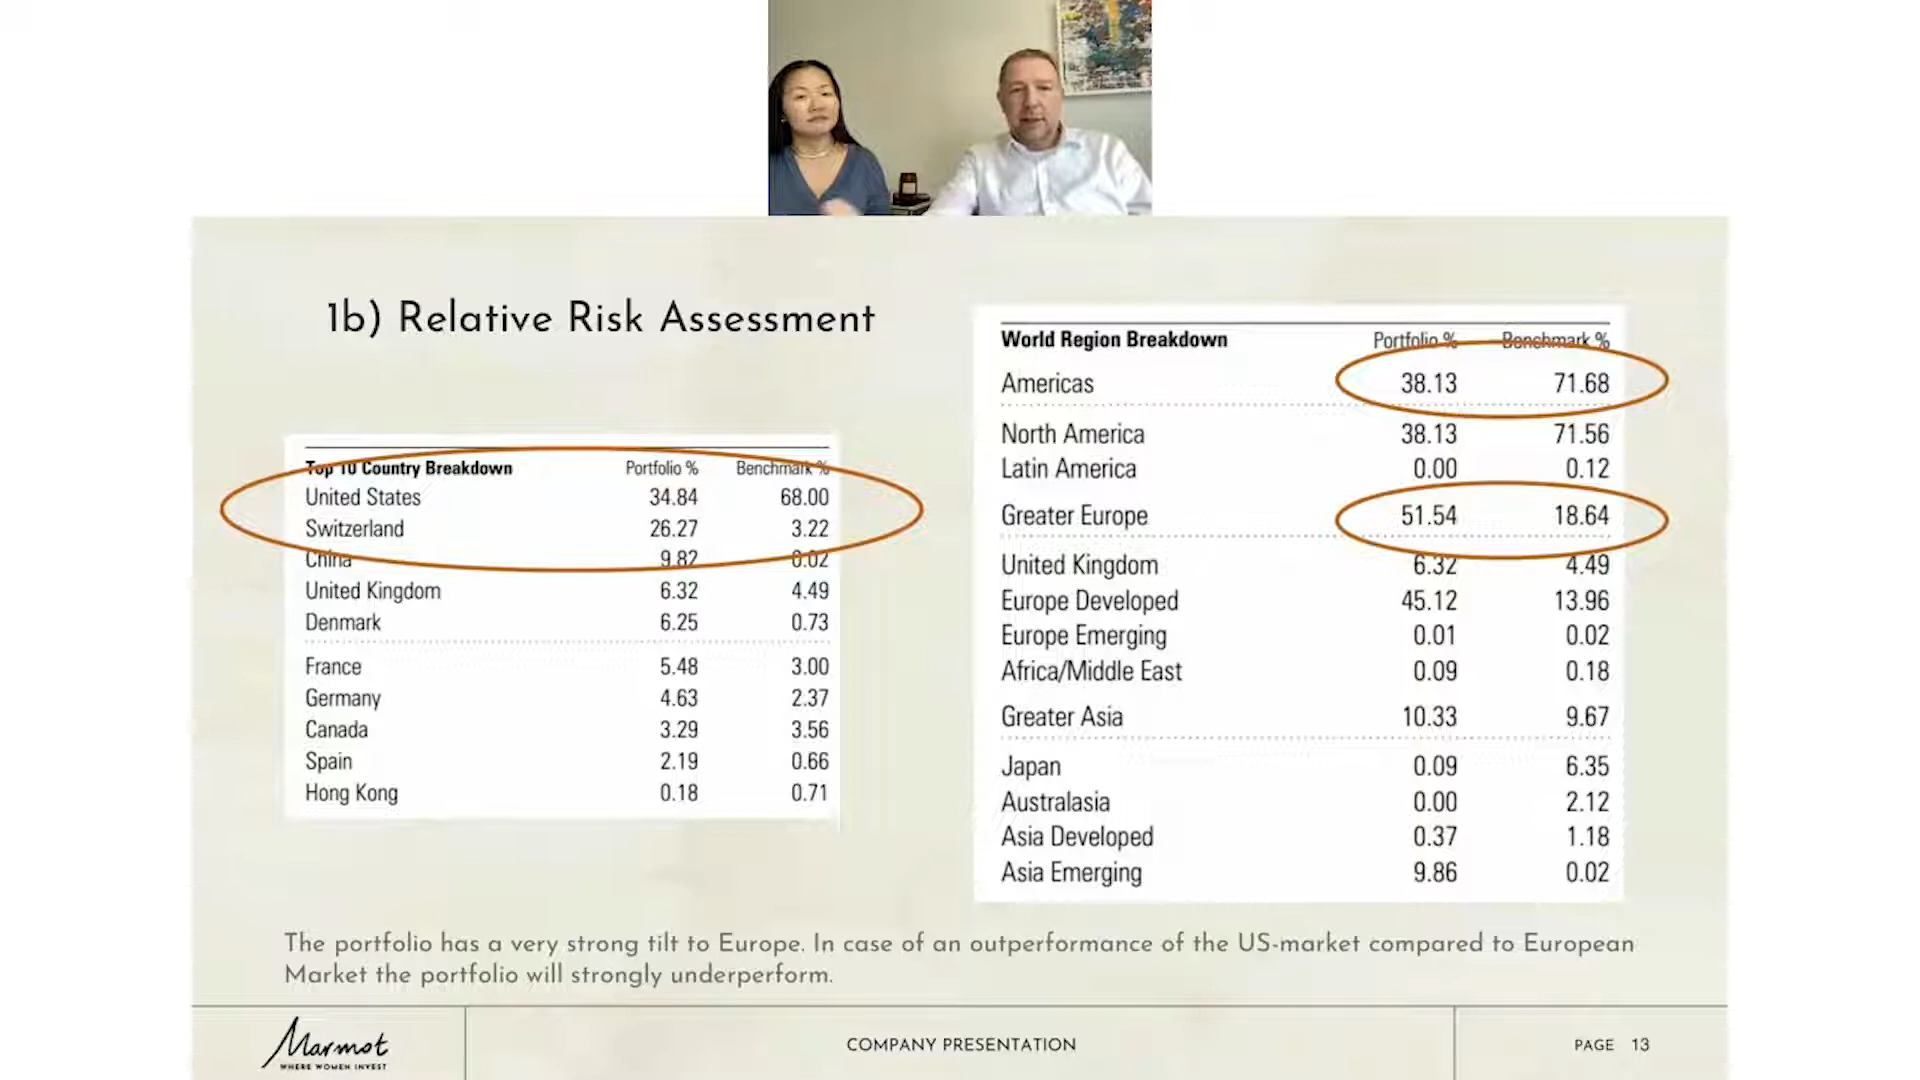 1b) Relative Risk Assessment
Top 10 Country Breakdown Portfolio % Benchmark %
United States 34.84 68.00
Switzerland 26.27 3.22
China 9.82 0.02
United Kingdom 6.32 4.49
Denmark 6.25 0.73
France 5.48 3.00
Germany 4.63 2.37
Canada 3.29 3.56
Spain 2.19 0.66
Hong Kong 0.18 0.71
World Region Breakdown Portfolio % Benchmark %
Americas 38.13 71.68
North America 38.13 71.56
Latin America 0.00 0.12
Greater Europe 51.54 18.64
United Kingdom 6.32 4.49
Europe Developed 45.12 13.96
Europe Emerging 0.01 0.02
Africa/Middle East 0.09 0.18
Greater Asia 10.33 9.67
Japan 0.09 6.35
Australasia 0.00 2.12
Asia Developed 0.37 1.18
Asia Emerging 9.86 0.02
The portfolio has a very strong tilt to Europe. In case of an outperformance of the US-market compared to European
Market the portfolio will strongly underperform.
Marmot
WHERE WOMEN INVEST
COMPANY PRESENTATION
PAGE 13